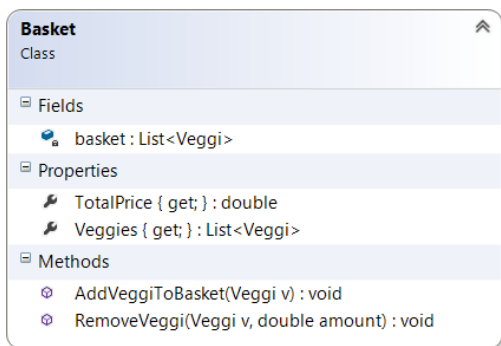 Basket
Class
Fields
basket : List<Veggi>
Properties
TotalPrice { get; } : double
Veggies { get; } : List<Veggi>
Methods
AddVeggiToBasket(Veggi v) : void
RemoveVeggi(Veggi v, double amount) : void